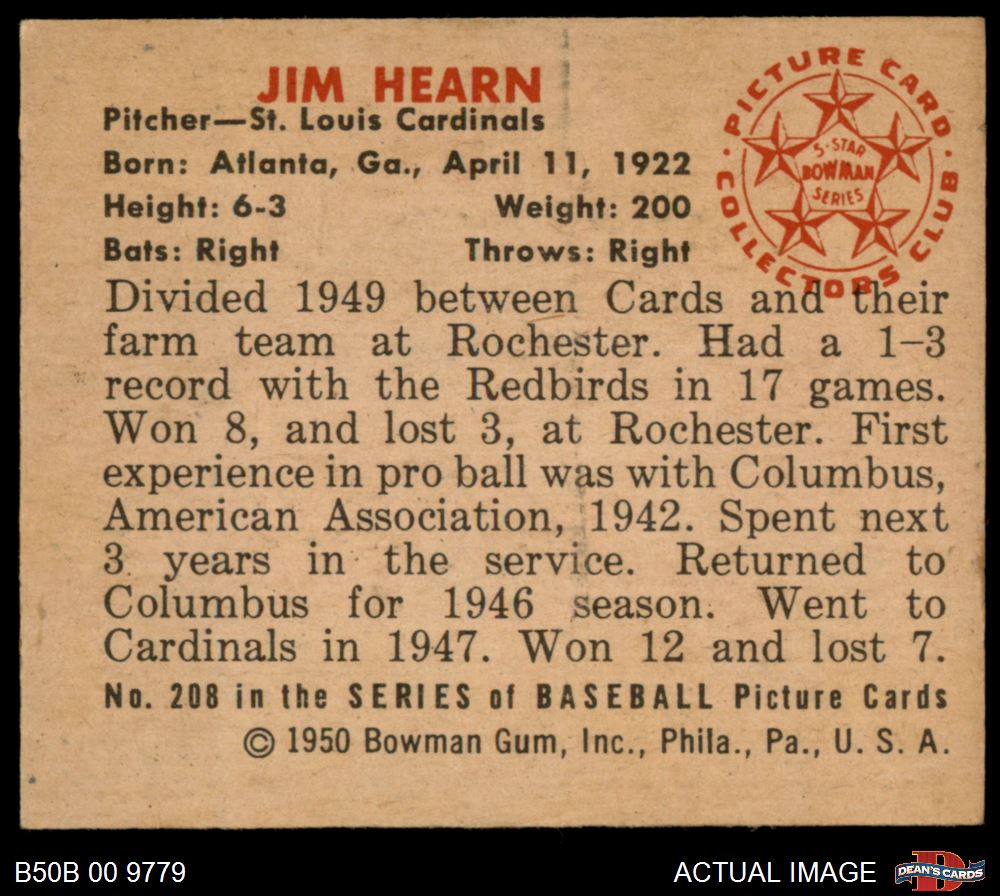 JIM HEARN
Pitcher—St. Louis Cardinals
Born: Atlanta, Ga., April 11, 1922
Height: 6-3 Weight: 200
Bats: Right Throws: Right
PICTURE CARD COLLECTORS CLUB
5-STAR
BOWMAN
SERIES
Divided 1949 between Cards and their
farm team at Rochester. Had a 1–3
record with the Redbirds in 17 games.
Won 8, and lost 3, at Rochester. First
experience in pro ball was with Columbus,
American Association, 1942. Spent next
3 years in the service. Returned to
Columbus for 1946 season. Went to
Cardinals in 1947. Won 12 and lost 7.
No. 208 in the SERIES of BASEBALL Picture Cards
© 1950 Bowman Gum, Inc., Phila., Pa., U. S. A.
B50B 00 9779
ACTUAL IMAGE
DEAN'S CARDS